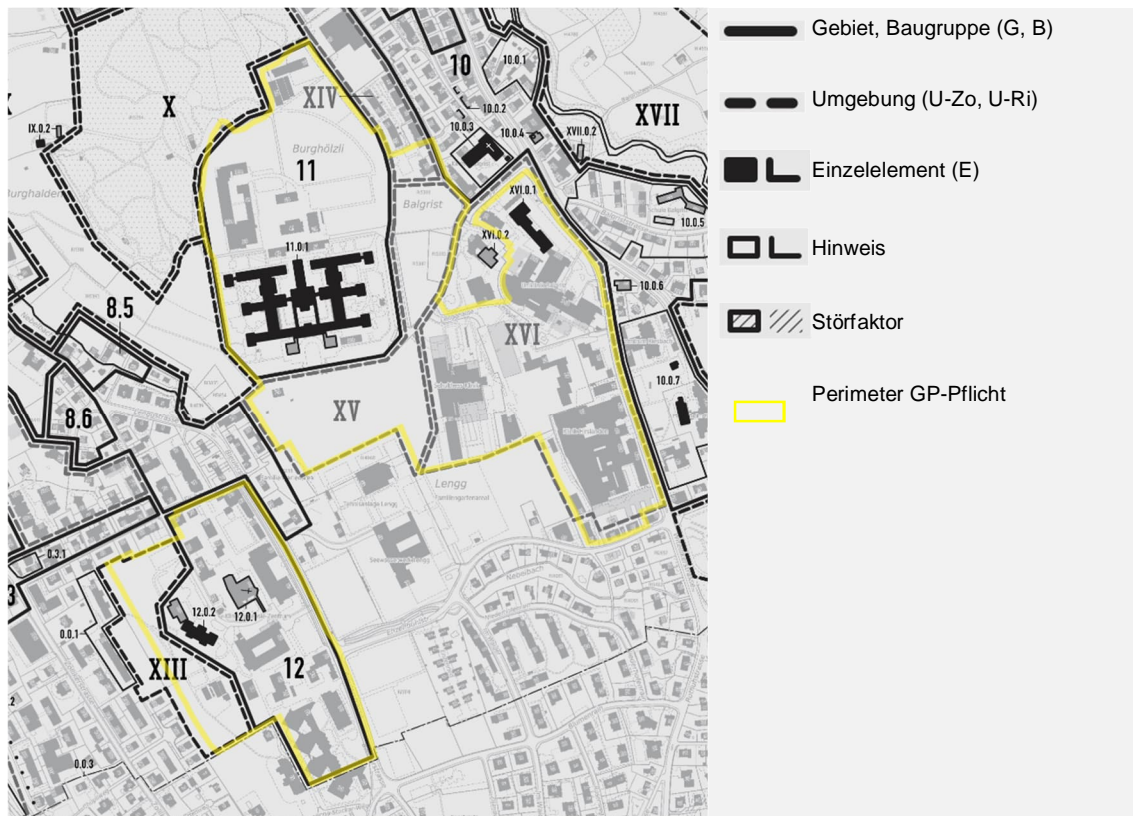 XIV
10
10.0.1
XVII
X
10.0.2
IX.0.2
10.0.3
10.0.4
XVII.0.2
Burghölzli
11
XVI.0.1
Burghalden
Balgrist
10.0.5
XVI.0.2
11.0.1
10.0.6
8.5
XVI
10.0.7
8.6
XV
Lengg
0.3.1
3
12.0.2
12.0.1
0.0.1
XIII
12
0.0.3
Gebiet, Baugruppe (G, B)
Umgebung (U-Zo, U-Ri)
Einzelelement (E)
Hinweis
Störfaktor
Perimeter GP-Pflicht